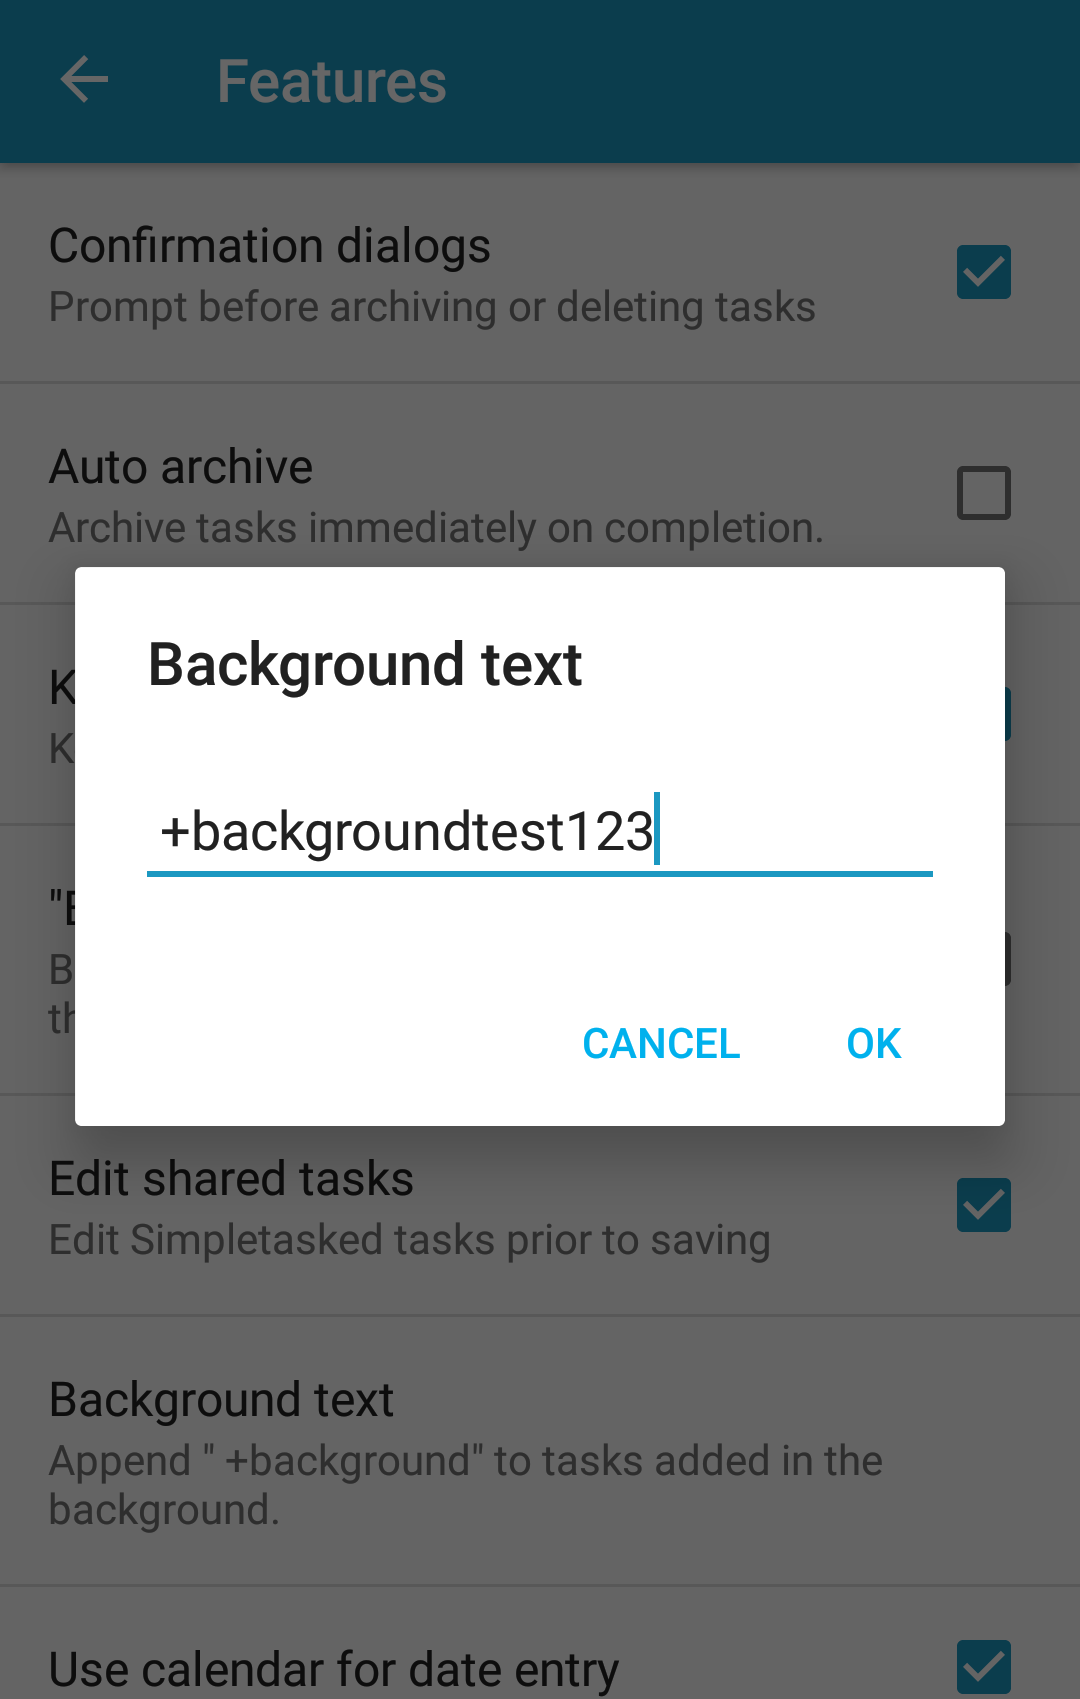 Features
Confirmation dialogs
Prompt before archiving or deleting tasks
Auto archive
Archive tasks immediately on completion.
Background text
+backgroundtest123
CANCEL OK
Edit shared tasks
Edit Simpletasked tasks prior to saving
Background text
Append " +background" to tasks added in the
background.
Use calendar for date entry